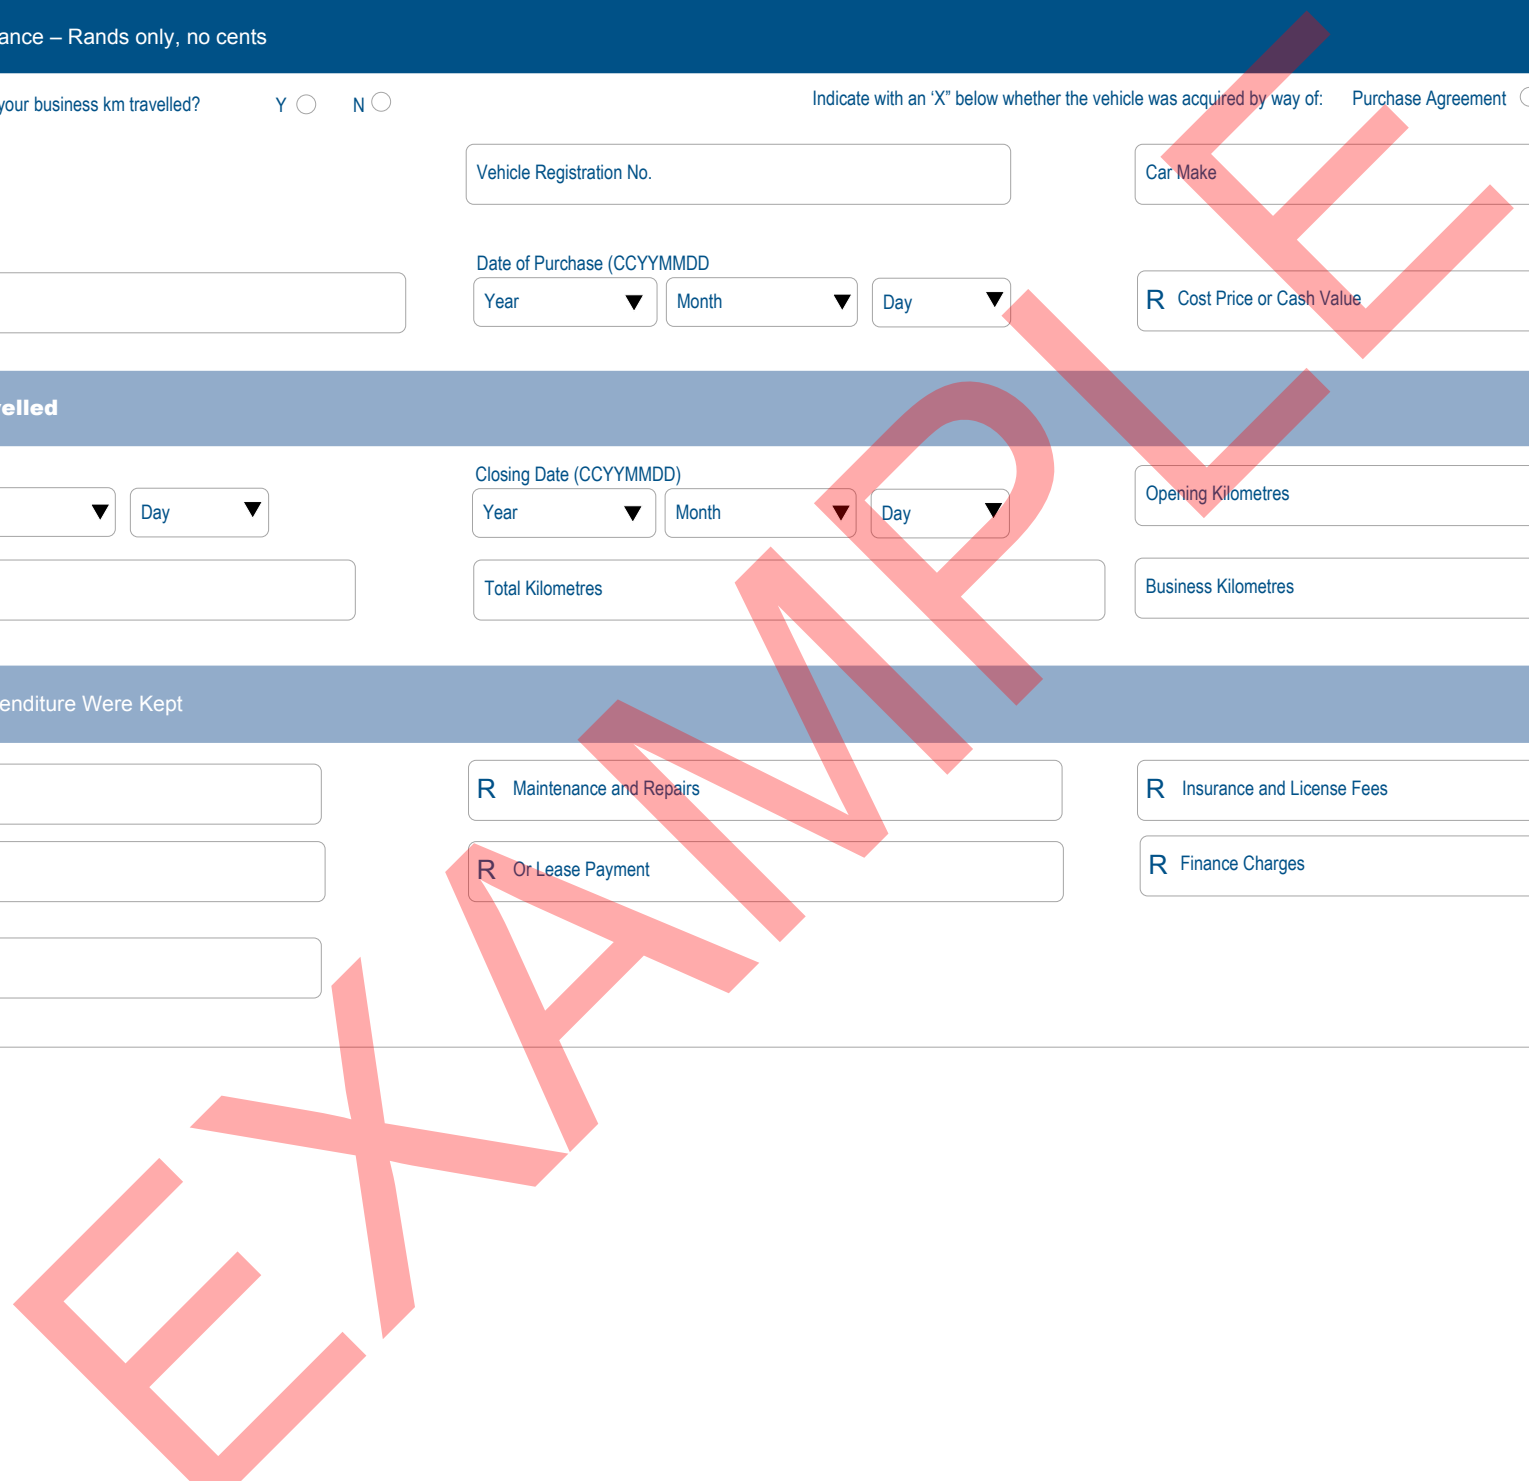 ance – Rands only, no cents
your business km travelled? Y N Indicate with an ‘X” below whether the vehicle was acquired by way of: Purchase Agreement
Vehicle Registration No. Car Make
Date of Purchase (CCYYMMDD
Year Month Day R Cost Price or Cash Value
elled
Closing Date (CCYYMMDD)
Day Year Month Day Opening Kilometres
Total Kilometres Business Kilometres
enditure Were Kept
R Maintenance and Repairs R Insurance and License Fees
R Or Lease Payment R Finance Charges
EXAMPLE